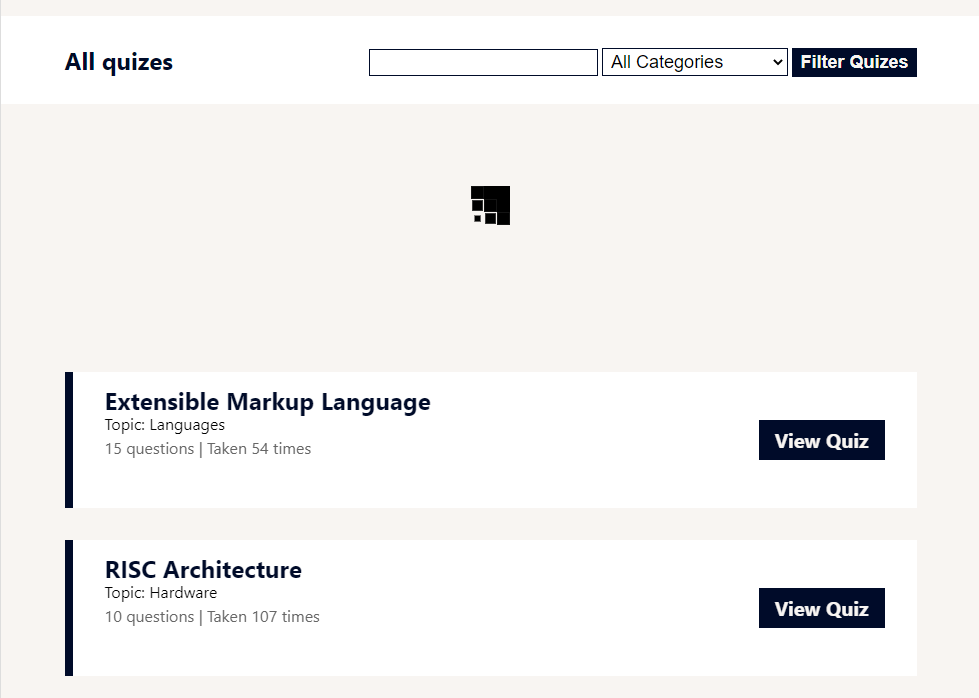 All quizes
All Categories
Filter Quizes
Extensible Markup Language
Topic: Languages
15 questions | Taken 54 times
View Quiz
RISC Architecture
Topic: Hardware
10 questions | Taken 107 times
View Quiz